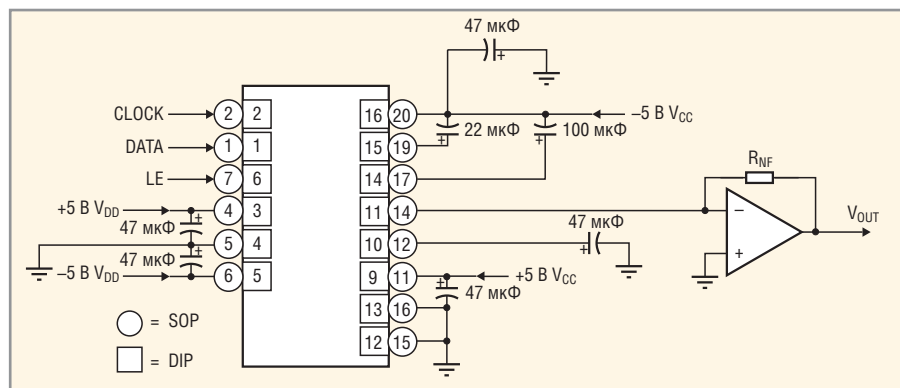 47 мкФ
+
CLOCK 2 2 16 20 –5 В VCC
22 мкФ 100 мкФ
+ +
DATA 1 1 15 19
LE 7 6 14 17
RNF
+5 В VDD 4 3 11 14 –
VOUT
47 мкФ +
47 мкФ
5 4 10 12 + +
47 мкФ +
–5 В VDD 6 5 9 11 +5 В VCC
+ 47 мкФ
= SOP 13 16
= DIP 12 15